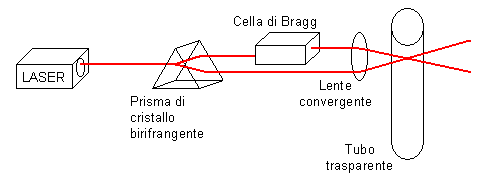 Cella di Bragg
LASER
Prisma di
cristallo
birifrangente
Lente
convergente
Tubo
trasparente